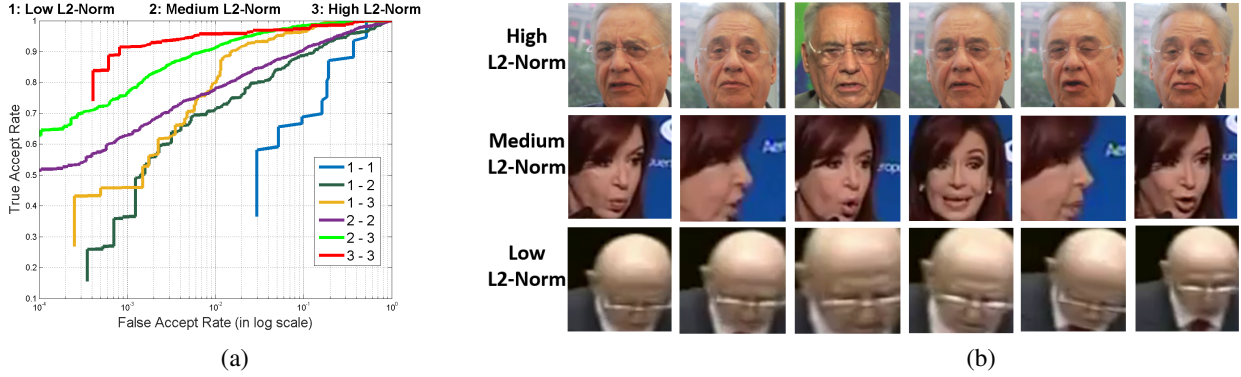 1: Low L2-Norm 2: Medium L2-Norm 3: High L2-Norm
True Accept Rate
1
0.9
0.8
0.7
0.6
0.5
0.4
0.3
0.2
0.1
10-4
10-3
10-2
10-1
100
False Accept Rate (in log scale)
1 - 1
1 - 2
1 - 3
2 - 2
2 - 3
3 - 3
(a)
High
L2-Norm
Medium
L2-Norm
Low
L2-Norm
(b)